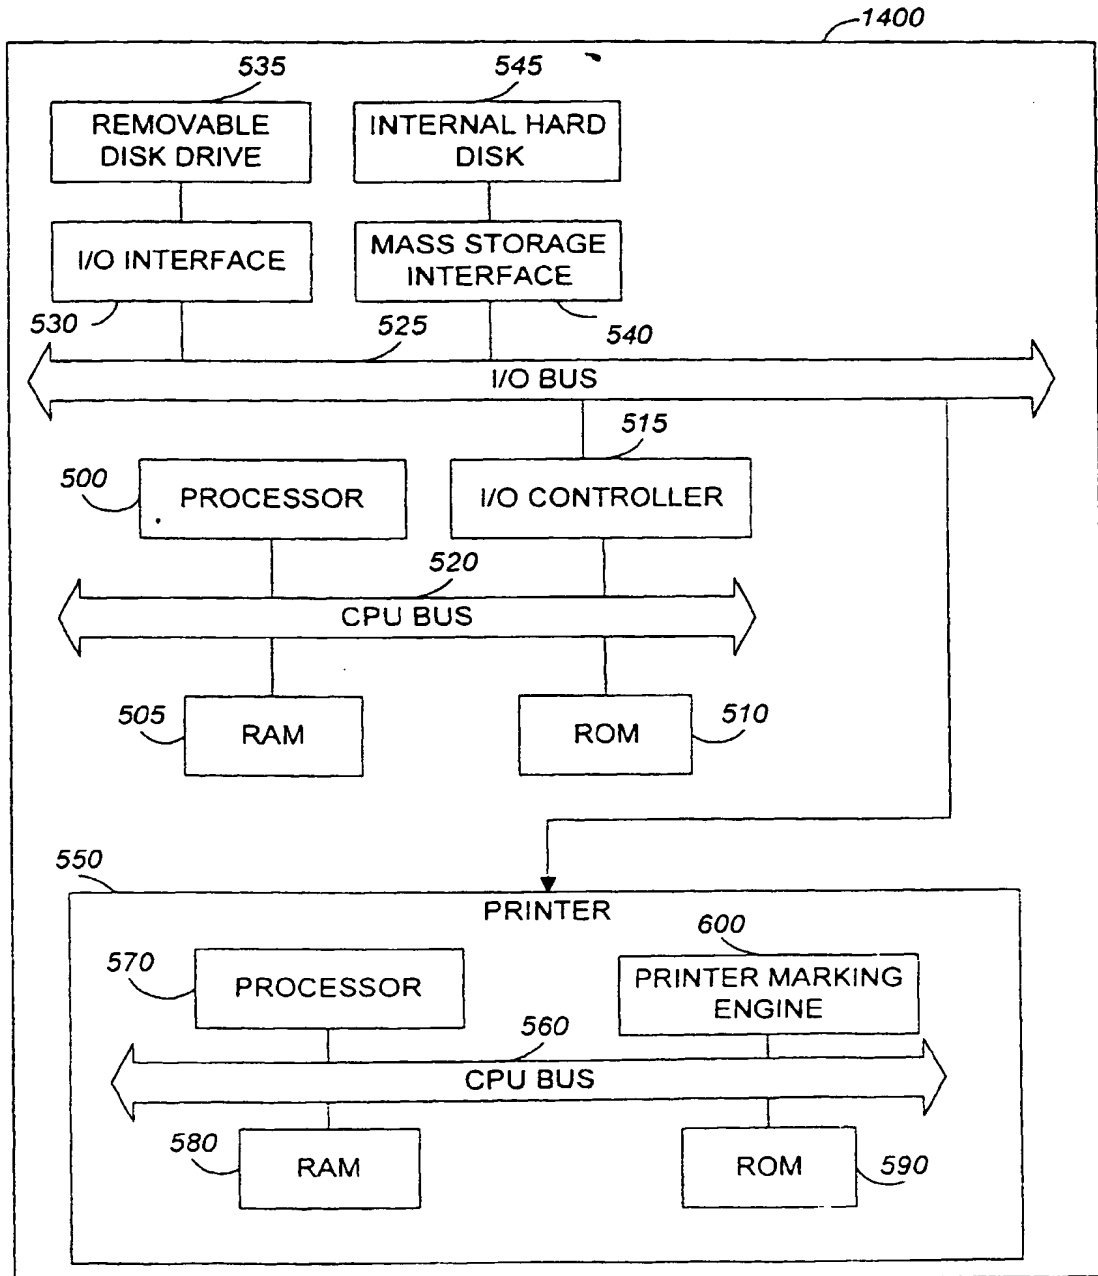 1400
535
545
REMOVABLE
DISK DRIVE
INTERNAL HARD
DISK
I/O INTERFACE
MASS STORAGE
INTERFACE
530
525
540
I/O BUS
515
500
PROCESSOR
I/O CONTROLLER
520
CPU BUS
505
RAM
ROM
510
550
PRINTER
600
570
PROCESSOR
PRINTER MARKING
ENGINE
560
CPU BUS
580
RAM
ROM
590